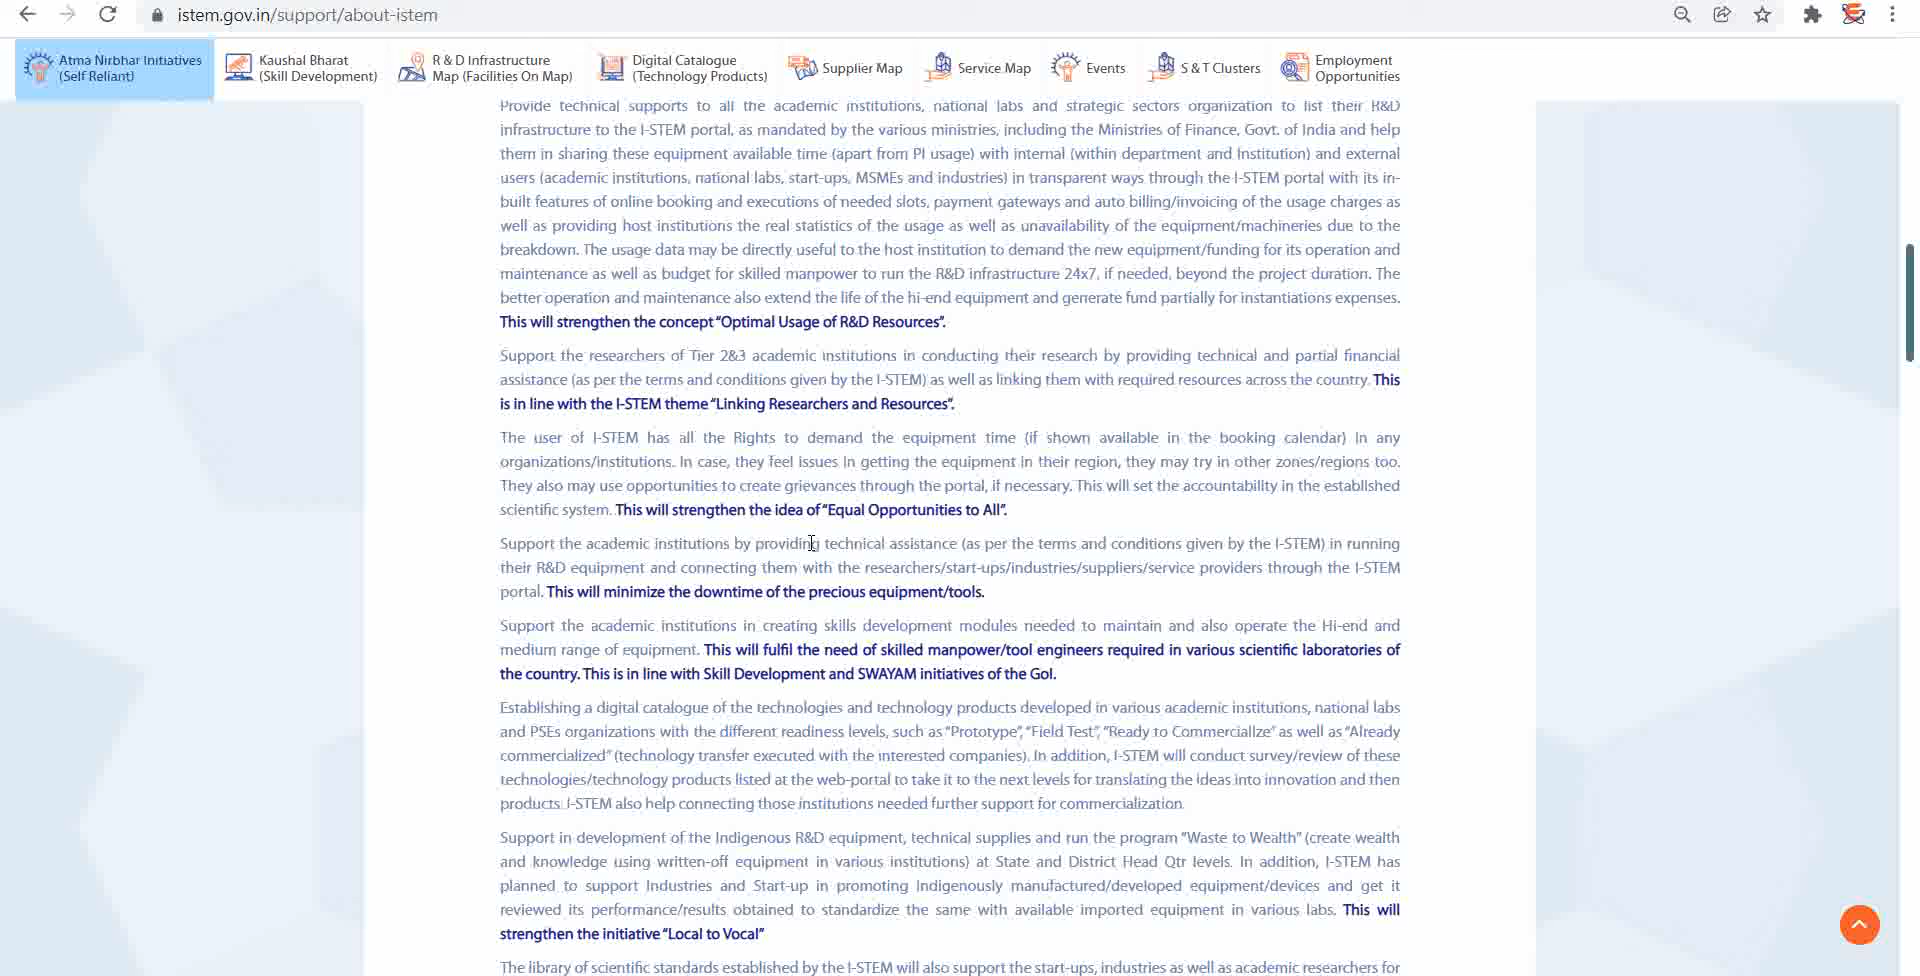 istem.gov.in/support/about-istem
Atma Nirbhar Initiatives
(Self Reliant)
Kaushal Bharat
(Skill Development)
R & D Infrastructure
Map (Facilities On Map)
Digital Catalogue
(Technology Products)
Supplier Map
Service Map
Events
S & T Clusters
Employment
Opportunities
Provide technical supports to all the academic institutions, national labs and strategic sectors organization to list their R&D
infrastructure to the I-STEM portal, as mandated by the various ministries, including the Ministries of Finance, Govt. of India and help
them in sharing these equipment available time (apart from PI usage) with internal (within department and Institution) and external
users (academic institutions, national labs, start-ups, MSMEs and industries) in transparent ways through the I-STEM portal with its in-
built features of online booking and executions of needed slots, payment gateways and auto billing/invoicing of the usage charges as
well as providing host institutions the real statistics of the usage as well as unavailability of the equipment/machineries due to the
breakdown. The usage data may be directly useful to the host institution to demand the new equipment/funding for its operation and
maintenance as well as budget for skilled manpower to run the R&D infrastructure 24x7, if needed, beyond the project duration. The
better operation and maintenance also extend the life of the hi-end equipment and generate fund partially for instantiations expenses.
This will strengthen the concept “Optimal Usage of R&D Resources”.
Support the researchers of Tier 2&3 academic institutions in conducting their research by providing technical and partial financial
assistance (as per the terms and conditions given by the I-STEM) as well as linking them with required resources across the country. This
is in line with the I-STEM theme “Linking Researchers and Resources”.
The user of I-STEM has all the Rights to demand the equipment time (if shown available in the booking calendar) in any
organizations/institutions. In case, they feel issues in getting the equipment in their region, they may try in other zones/regions too.
They also may use opportunities to create grievances through the portal, if necessary. This will set the accountability in the established
scientific system. This will strengthen the idea of “Equal Opportunities to All”.
Support the academic institutions by providing technical assistance (as per the terms and conditions given by the I-STEM) in running
their R&D equipment and connecting them with the researchers/start-ups/industries/suppliers/service providers through the I-STEM
portal. This will minimize the downtime of the precious equipment/tools.
Support the academic institutions in creating skills development modules needed to maintain and also operate the Hi-end and
medium range of equipment. This will fulfil the need of skilled manpower/tool engineers required in various scientific laboratories of
the country. This is in line with Skill Development and SWAYAM initiatives of the GoI.
Establishing a digital catalogue of the technologies and technology products developed in various academic institutions, national labs
and PSEs organizations with the different readiness levels, such as “Prototype”, “Field Test”, “Ready to Commercialize” as well as “Already
commercialized” (technology transfer executed with the interested companies). In addition, I-STEM will conduct survey/review of these
technologies/technology products listed at the web-portal to take it to the next levels for translating the ideas into innovation and then
products. I-STEM also help connecting those institutions needed further support for commercialization.
Support in development of the Indigenous R&D equipment, technical supplies and run the program “Waste to Wealth” (create wealth
and knowledge using written-off equipment in various institutions) at State and District Head Qtr levels. In addition, I-STEM has
planned to support Industries and Start-up in promoting Indigenously manufactured/developed equipment/devices and get it
reviewed its performance/results obtained to standardize the same with available imported equipment in various labs. This will
strengthen the initiative “Local to Vocal”
The library of scientific standards established by the I-STEM will also support the start-ups, industries as well as academic researchers for